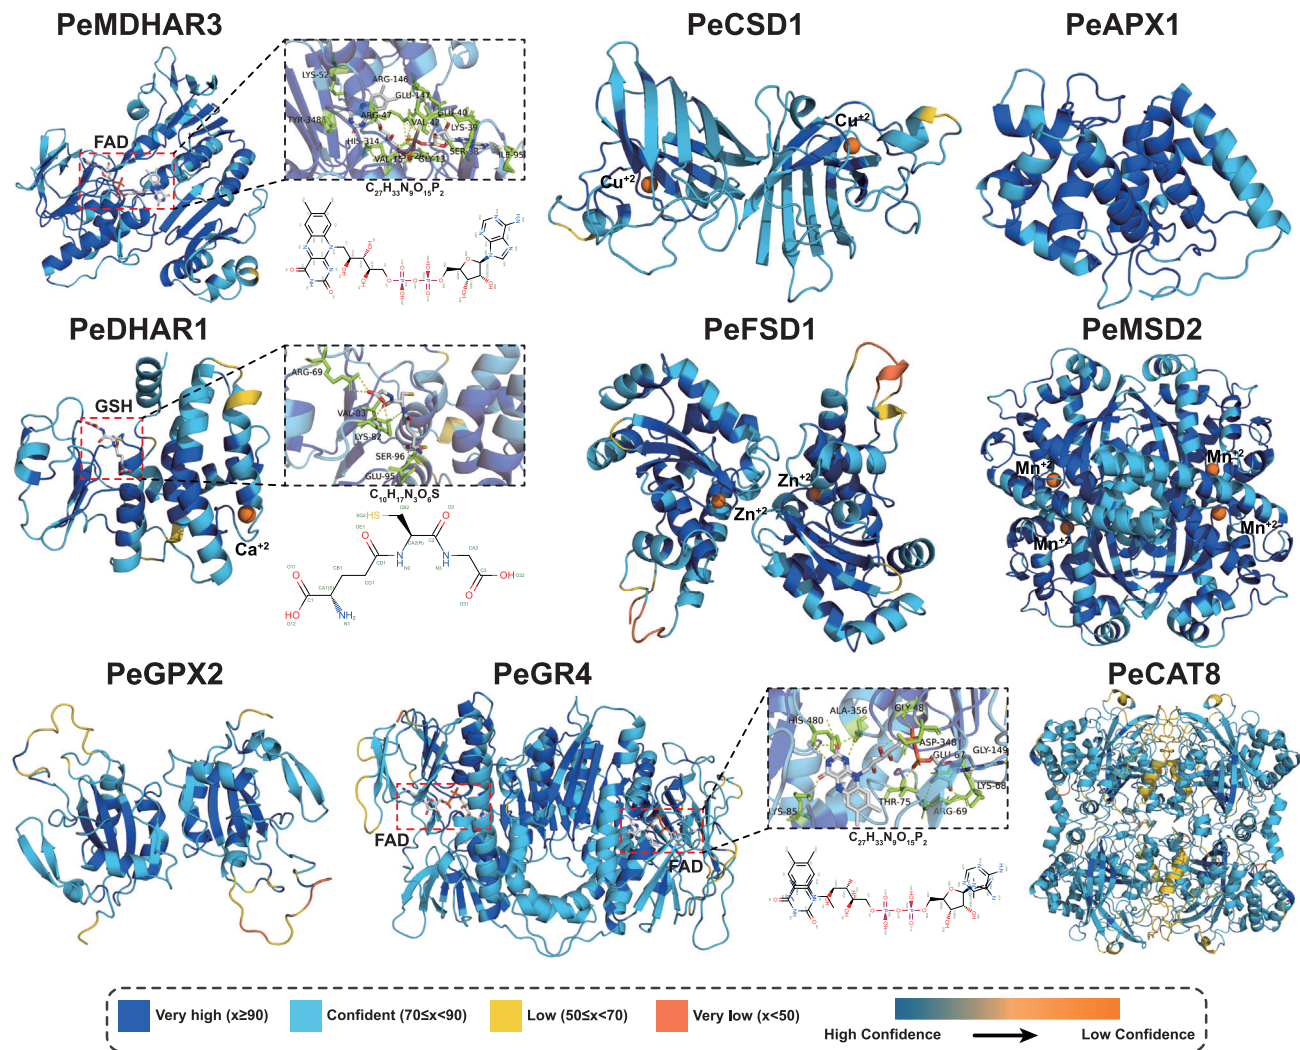 PeMDHAR3
PeCSD1
PeAPX1
FAD
LYS-52
ARG-146
GLU-147
TYR-348
ARG-47
VAL-42
GLU-40
LYS-39
HIS-314
SER-38
GLY-13
ILE-95
C27H33N9O15P2
Cu+2
Cu+2
PeDHAR1
PeFSD1
PeMSD2
GSH
Ca+2
ARG-69
VAL-83
LYS-82
SER-96
GLU-95
C10H17N3O6S
Zn+2
Zn+2
Mn+2
Mn+2
Mn+2
Mn+2
PeGPX2
PeGR4
PeCAT8
FAD
FAD
HIS-480
ALA-356
GLY-48
ASP-348
GLU-67
GLY-149
LYS-68
THR-75
ARG-69
C27H33N9O15P2
Very high (x≥90)
Confident (70≤x<90)
Low (50≤x<70)
Very low (x<50)
High Confidence
Low Confidence